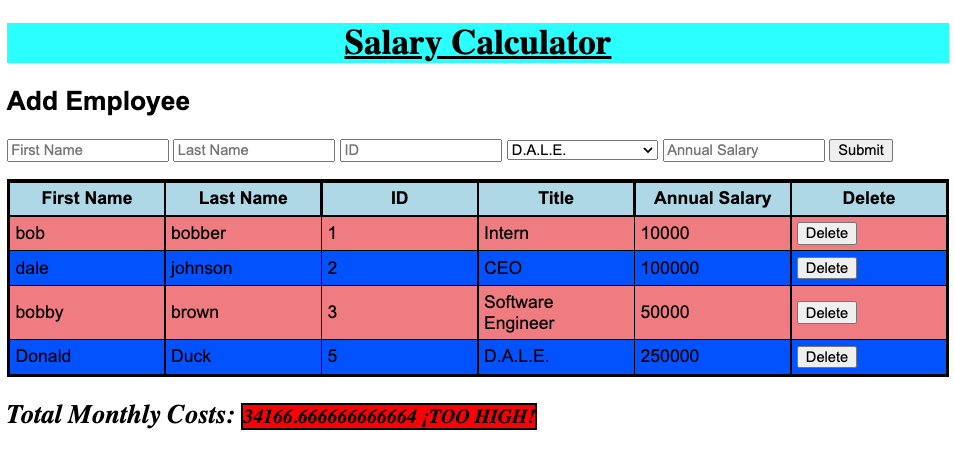 Salary Calculator
Add Employee
First Name Last Name ID D.A.L.E. Annual Salary Submit
First Name Last Name ID Title Annual Salary Delete
bob bobber 1 Intern 10000 Delete
dale johnson 2 CEO 100000 Delete
bobby brown 3 Software Engineer 50000 Delete
Donald Duck 5 D.A.L.E. 250000 Delete
Total Monthly Costs: 34166.666666666664 ¡TOO HIGH!